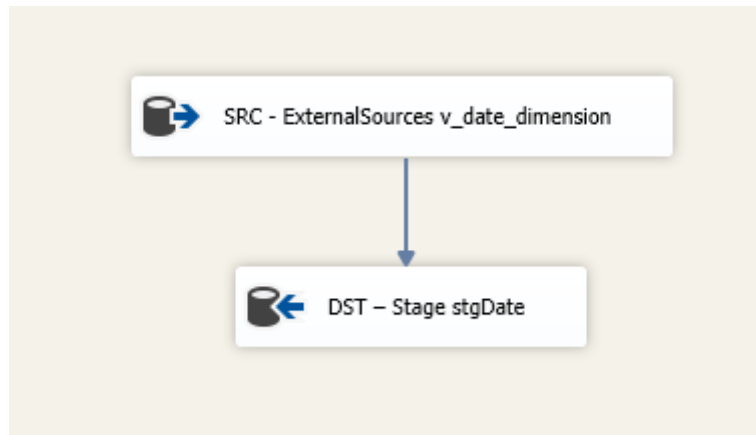 SRC - ExternalSources v_date_dimension
DST – Stage stgDate